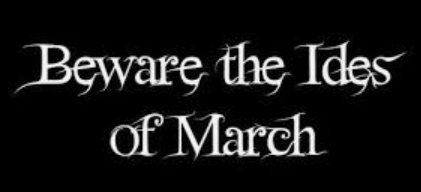 Beware the Ides
of March